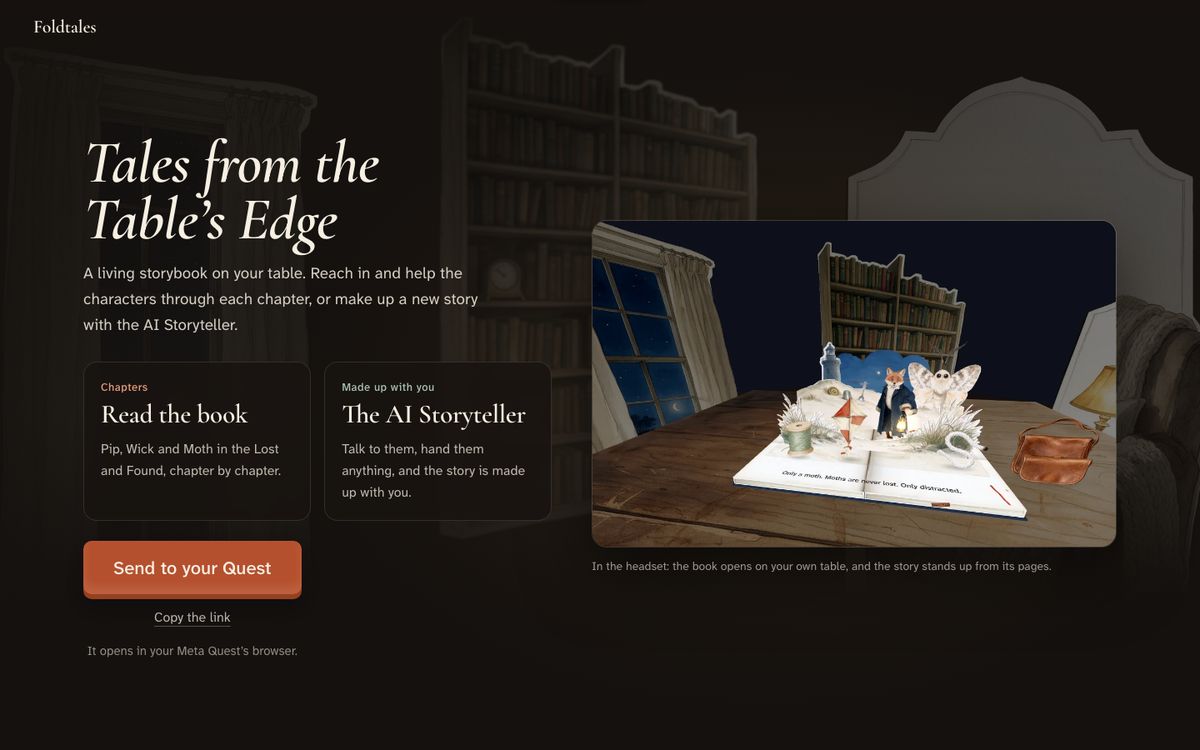 Foldtales
Tales from the
Table’s Edge
A living storybook on your table. Reach in and help the
characters through each chapter, or make up a new story
with the AI Storyteller.
Chapters
Read the book
Pip, Wick and Moth in the Lost
and Found, chapter by chapter.
Made up with you
The AI Storyteller
Talk to them, hand them
anything, and the story is made
up with you.
Send to your Quest
Copy the link
It opens in your Meta Quest’s browser.
Only a moth. Moths are never lost. Only distracted.
In the headset: the book opens on your own table, and the story stands up from its pages.